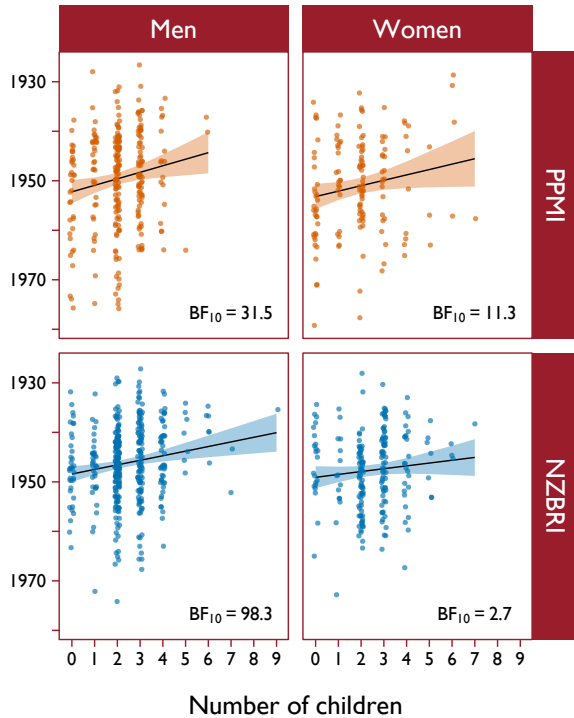 Men
Women
1930
1950
1970
BF10 = 31.5
BF10 = 11.3
PPMI
1930
1950
1970
BF10 = 98.3
BF10 = 2.7
NZBRI
0 1 2 3 4 5 6 7 8 9
0 1 2 3 4 5 6 7 8 9
Number of children